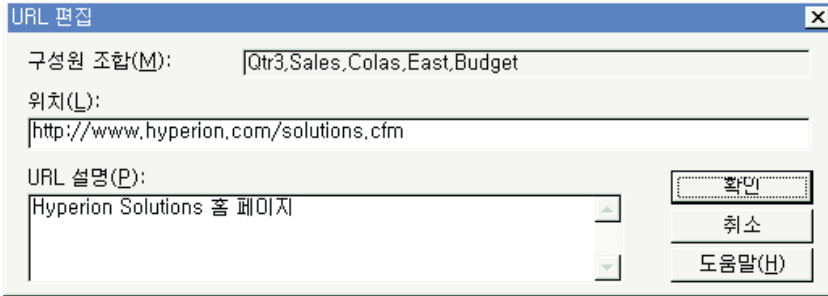 URL 편집
구성원 조합(M): Qtr3,Sales,Colas,East,Budget
위치(L):
http://www.hyperion.com/solutions.cfm
URL 설명(P):
Hyperion Solutions 홈 페이지
확인
취소
도움말(H)